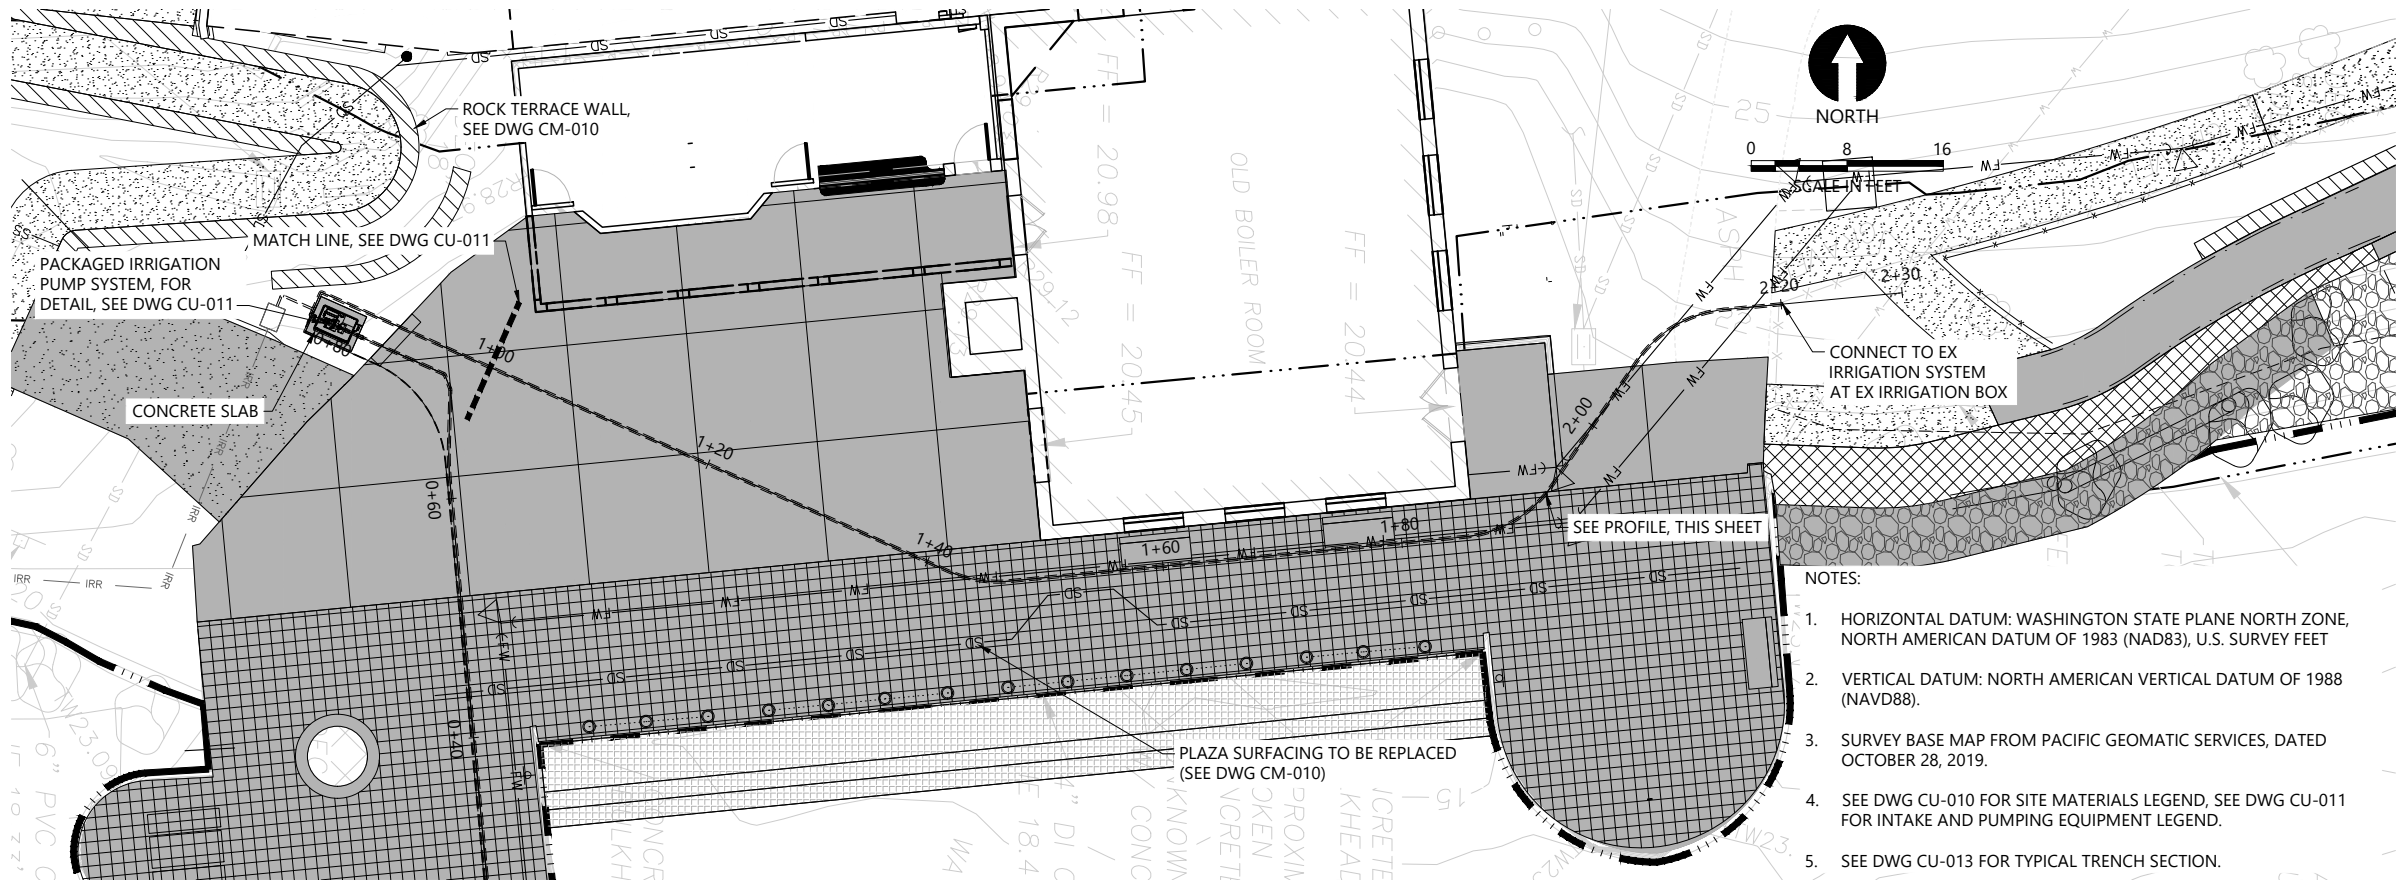 ROCK TERRACE WALL,
SEE DWG CM-010
MATCH LINE, SEE DWG CU-011
PACKAGED IRRIGATION
PUMP SYSTEM, FOR
DETAIL, SEE DWG CU-011
CONCRETE SLAB
NORTH
0 8 16
SCALE IN FEET
OLD BOILER ROOM
FF = 20.98
FF = 20.45
FF = 20.44
25
0+40
0+60
0+80
1+00
1+20
1+40
1+60
1+80
2+00
2+20
2+30
CONNECT TO EX
IRRIGATION SYSTEM
AT EX IRRIGATION BOX
SEE PROFILE, THIS SHEET
PLAZA SURFACING TO BE REPLACED
(SEE DWG CM-010)
SD
FW
IRR
W
SS
15
NOTES:
1. HORIZONTAL DATUM: WASHINGTON STATE PLANE NORTH ZONE,
NORTH AMERICAN DATUM OF 1983 (NAD83), U.S. SURVEY FEET
2. VERTICAL DATUM: NORTH AMERICAN VERTICAL DATUM OF 1988
(NAVD88).
3. SURVEY BASE MAP FROM PACIFIC GEOMATIC SERVICES, DATED
OCTOBER 28, 2019.
4. SEE DWG CU-010 FOR SITE MATERIALS LEGEND, SEE DWG CU-011
FOR INTAKE AND PUMPING EQUIPMENT LEGEND.
5. SEE DWG CU-013 FOR TYPICAL TRENCH SECTION.